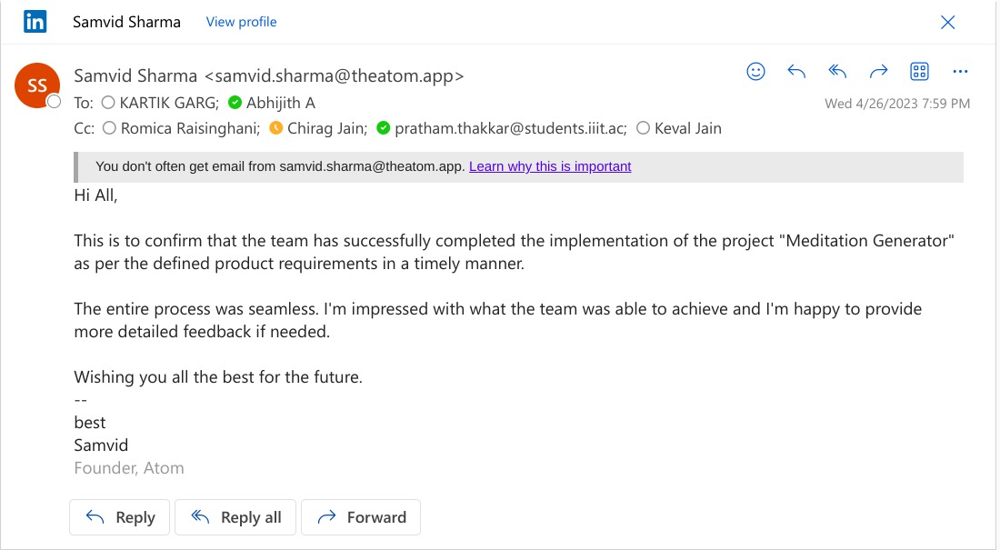 in Samvid Sharma View profile
SS
Samvid Sharma <samvid.sharma@theatom.app>
To: KARTIK GARG; Abhijith A
Wed 4/26/2023 7:59 PM
Cc: Romica Raisinghani; Chirag Jain; pratham.thakkar@students.iiit.ac; Keval Jain
You don't often get email from samvid.sharma@theatom.app. Learn why this is important
Hi All,
This is to confirm that the team has successfully completed the implementation of the project "Meditation Generator"
as per the defined product requirements in a timely manner.
The entire process was seamless. I'm impressed with what the team was able to achieve and I'm happy to provide
more detailed feedback if needed.
Wishing you all the best for the future.
--
best
Samvid
Founder, Atom
Reply Reply all Forward